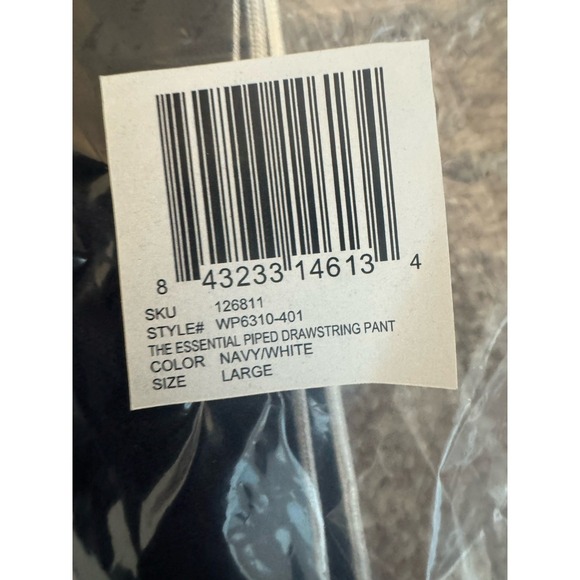 8 43233 14613 4
SKU 126811
STYLE# WP6310-401
THE ESSENTIAL PIPED DRAWSTRING PANT
COLOR NAVY/WHITE
SIZE LARGE